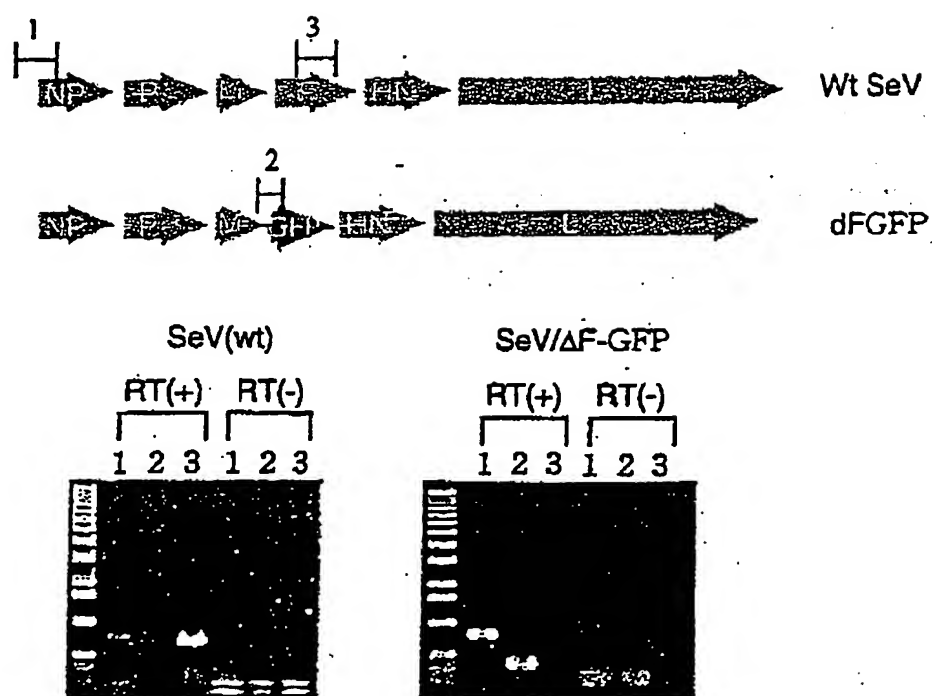 1 3
NP P M F HN L Wt SeV
2
NP P M GFP HN L dFGFP
SeV(wt) SeV/ΔF-GFP
RT(+) RT(-) RT(+) RT(-)
1 2 3 1 2 3 1 2 3 1 2 3